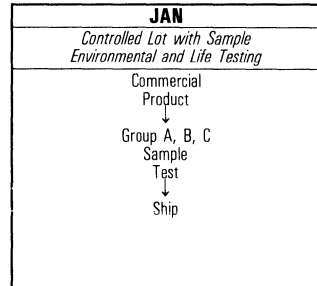 JAN
Controlled Lot with Sample
Environmental and Life Testing
Commercial
Product
Group A, B, C
Sample
Test
Ship